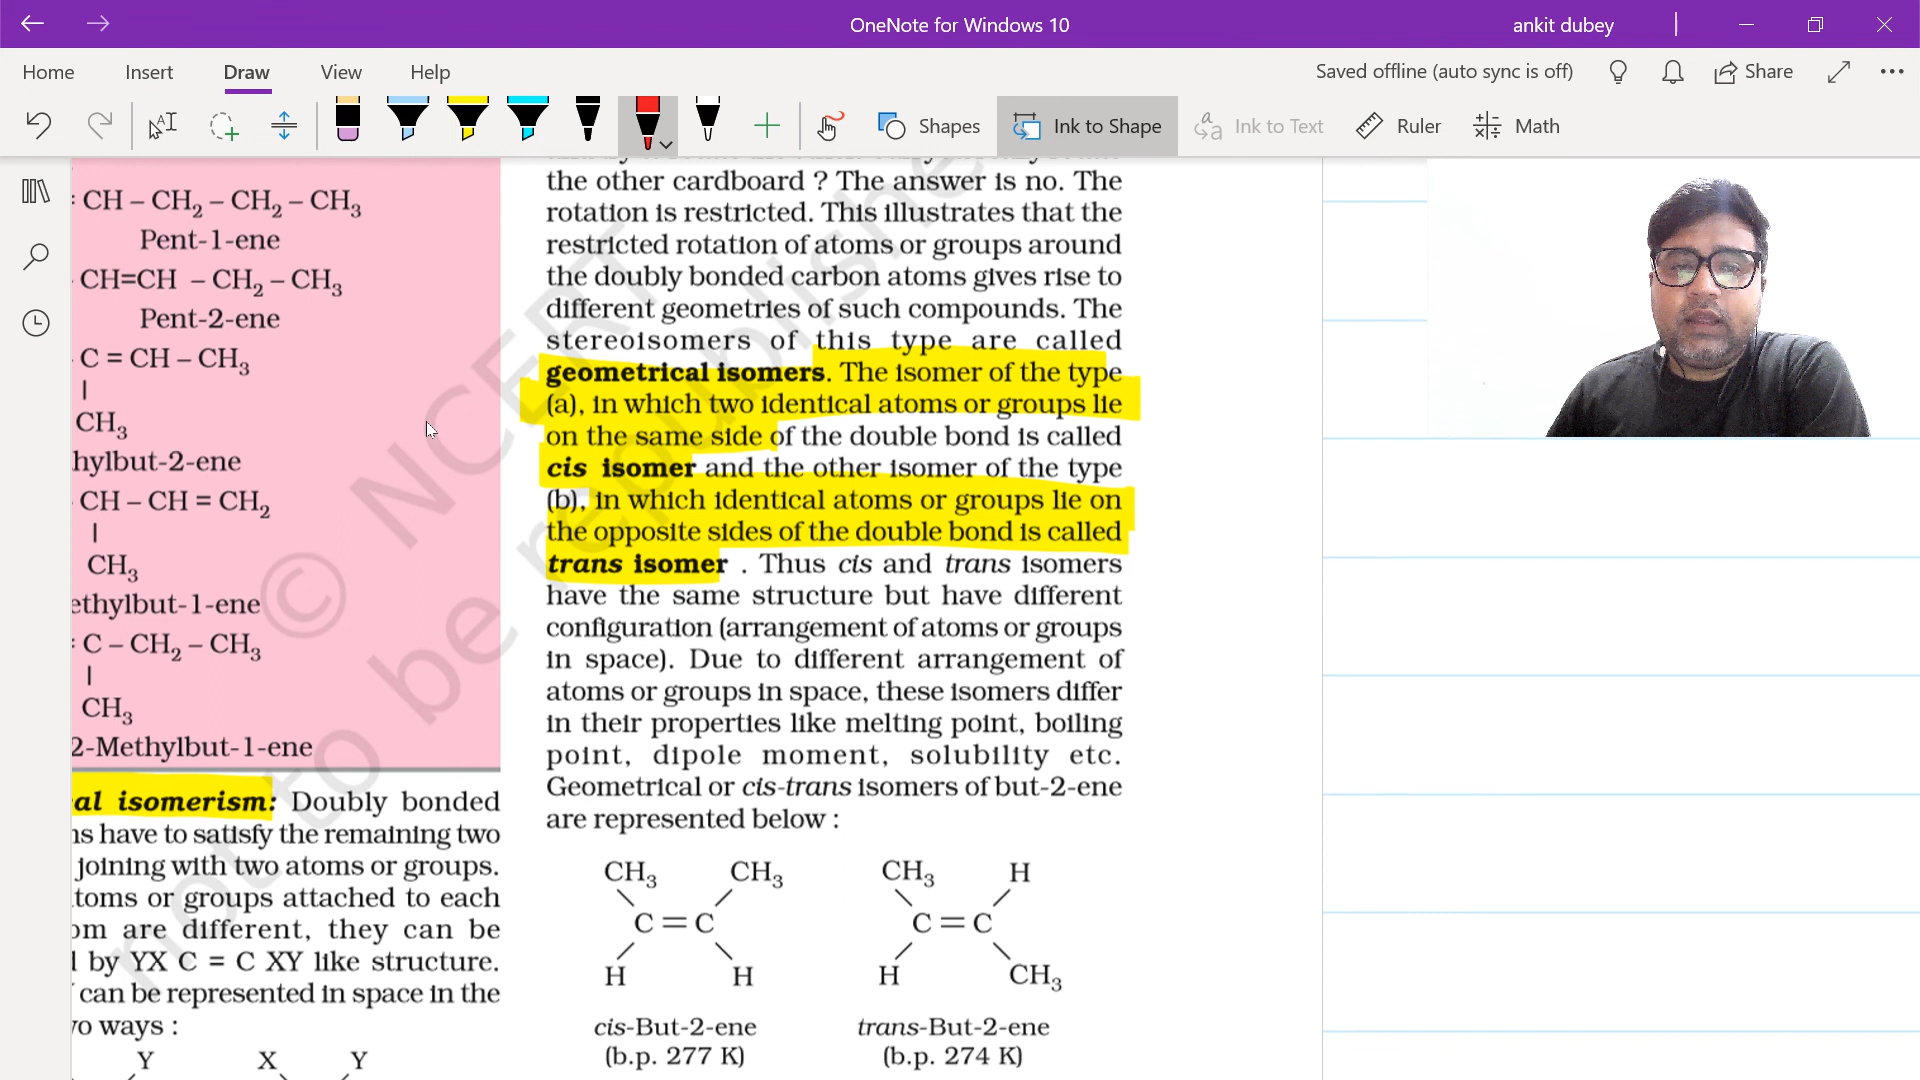 OneNote for Windows 10
ankit dubey
Home Insert Draw View Help
Saved offline (auto sync is off) Share
Shapes Ink to Shape Ink to Text Ruler Math
CH – CH2 – CH2 – CH3
Pent-1-ene
CH=CH – CH2 – CH3
Pent-2-ene
C = CH – CH3
|
CH3
hylbut-2-ene
CH – CH = CH2
|
CH3
ethylbut-1-ene
C – CH2 – CH3
|
CH3
2-Methylbut-1-ene
al isomerism: Doubly bonded
ns have to satisfy the remaining two
joining with two atoms or groups.
toms or groups attached to each
om are different, they can be
by YX C = C XY like structure.
can be represented in space in the
vo ways :
Y X Y
the other cardboard ? The answer is no. The
rotation is restricted. This illustrates that the
restricted rotation of atoms or groups around
the doubly bonded carbon atoms gives rise to
different geometries of such compounds. The
stereoisomers of this type are called
geometrical isomers. The isomer of the type
(a), in which two identical atoms or groups lie
on the same side of the double bond is called
cis isomer and the other isomer of the type
(b), in which identical atoms or groups lie on
the opposite sides of the double bond is called
trans isomer . Thus cis and trans isomers
have the same structure but have different
configuration (arrangement of atoms or groups
in space). Due to different arrangement of
atoms or groups in space, these isomers differ
in their properties like melting point, boiling
point, dipole moment, solubility etc.
Geometrical or cis-trans isomers of but-2-ene
are represented below :
CH3 CH3 CH3 H
C = C C = C
H H H CH3
cis-But-2-ene trans-But-2-ene
(b.p. 277 K) (b.p. 274 K)
© NCERT
not to be republished